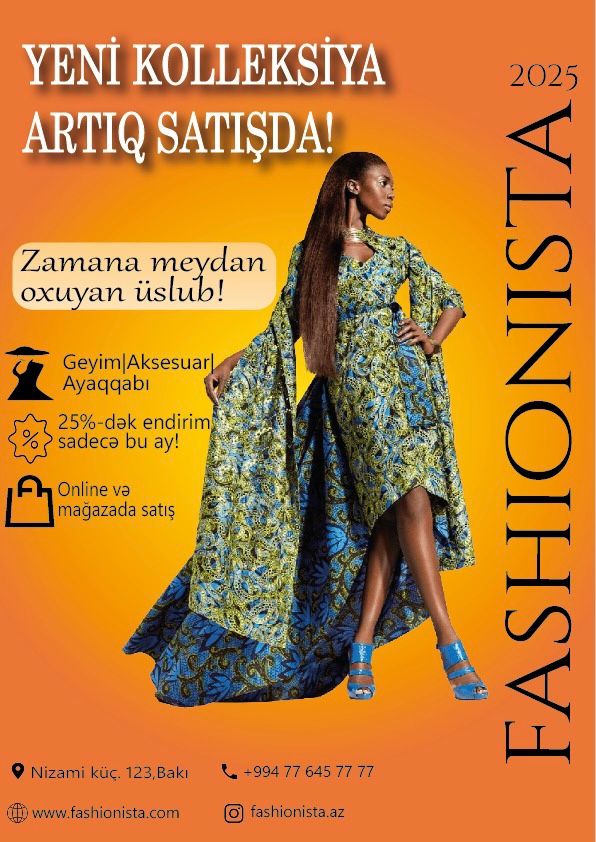 YENİ KOLLEKSİYA
ARTIQ SATIŞDA!
2025
FASHIONISTA
Zamana meydan
oxuyan üslub!
Geyim|Aksesuar|
Ayaqqabı
25%-dək endirim
sadecə bu ay!
Online və
mağazada satış
Nizami küç. 123,Bakı
+994 77 645 77 77
www.fashionista.com
fashionista.az